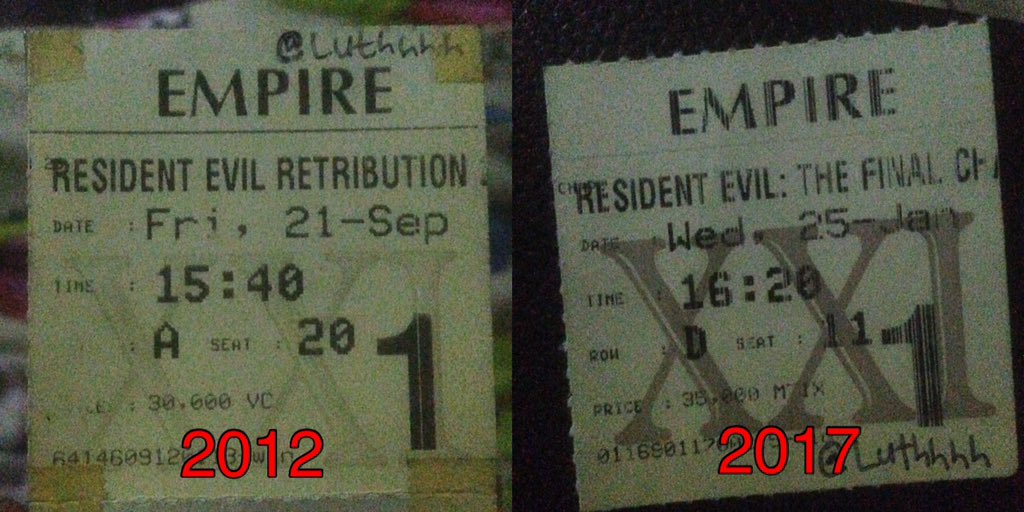 @Luthhhh
EMPIRE
RESIDENT EVIL RETRIBUTION
DATE : Fri, 21-Sep
TIME : 15:40
: A SEAT : 20
1
: 30.000 VC
2012
EMPIRE
RESIDENT EVIL: THE FINAL CHA
DATE : Wed, 25-Jan
TIME : 16:20
ROW : D SEAT : 11
1
XXI
PRICE : 35.000 MTIX
2017
@Luthhhh